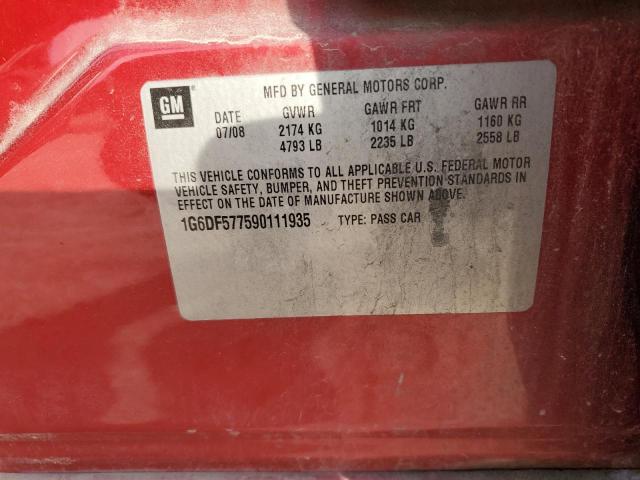 GM
MFD BY GENERAL MOTORS CORP.
DATE GVWR GAWR FRT GAWR RR
07/08 2174 KG 1014 KG 1160 KG
4793 LB 2235 LB 2558 LB
THIS VEHICLE CONFORMS TO ALL APPLICABLE U.S. FEDERAL MOTOR
VEHICLE SAFETY, BUMPER, AND THEFT PREVENTION STANDARDS IN
EFFECT ON THE DATE OF MANUFACTURE SHOWN ABOVE.
1G6DF577590111935 TYPE: PASS CAR